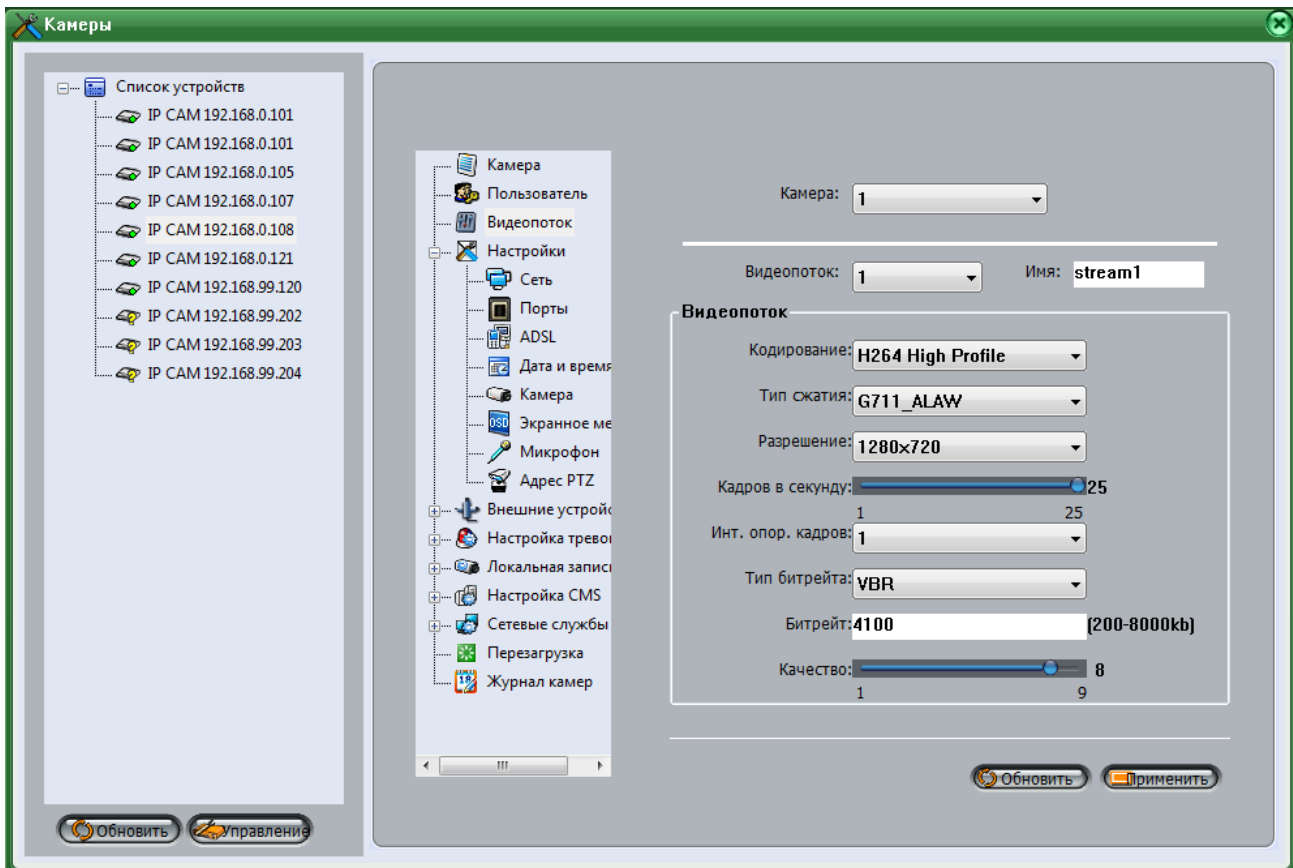 Камеры
Список устройств
IP CAM 192.168.0.101
IP CAM 192.168.0.101
IP CAM 192.168.0.105
IP CAM 192.168.0.107
IP CAM 192.168.0.108
IP CAM 192.168.0.121
IP CAM 192.168.99.120
IP CAM 192.168.99.202
IP CAM 192.168.99.203
IP CAM 192.168.99.204
Обновить
Управление
Камера
Пользователь
Видеопоток
Настройки
Сеть
Порты
ADSL
Дата и время
Камера
OSD Экранное ме
Микрофон
Адрес PTZ
Внешние устройс
Настройка тревог
Локальная запись
Настройка CMS
Сетевые службы
Перезагрузка
18 Журнал камер
Камера: 1
Видеопоток: 1 Имя: stream1
Видеопоток
Кодирование: H264 High Profile
Тип сжатия: G711_ALAW
Разрешение: 1280x720
Кадров в секунду: 25
1 25
Инт. опор. кадров: 1
Тип битрейта: VBR
Битрейт: 4100 (200-8000kb)
Качество: 8
1 9
Обновить
Применить